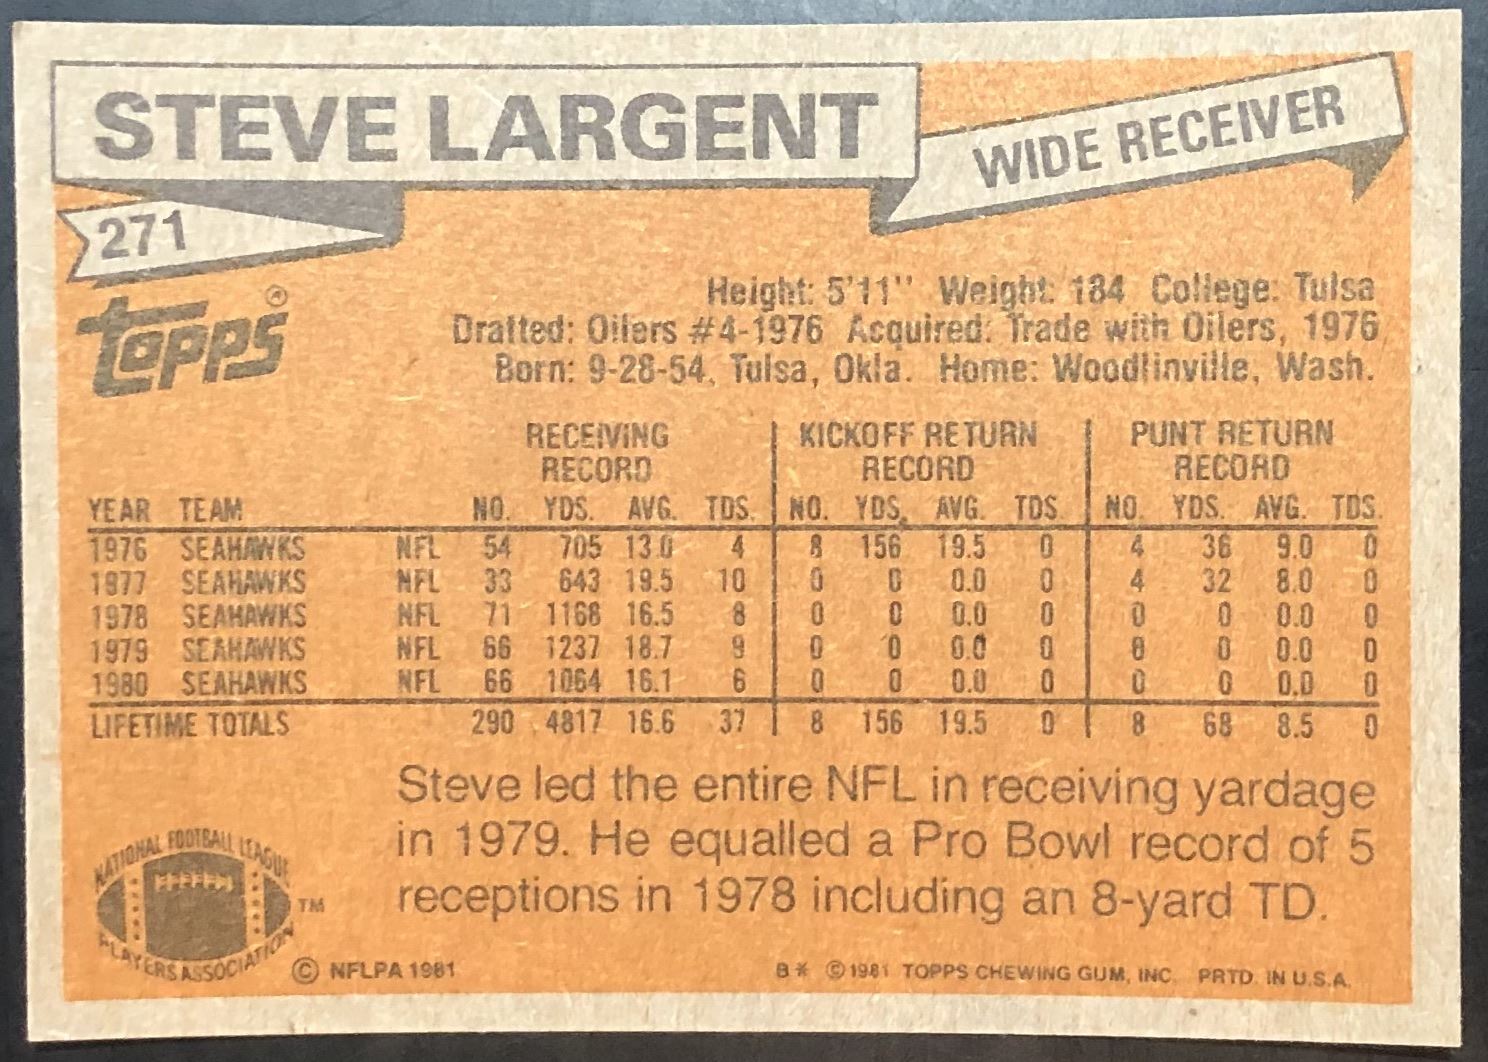 STEVE LARGENT
WIDE RECEIVER
271
topps ®
Height: 5'11" Weight: 184 College: Tulsa
Drafted: Oilers #4-1976 Acquired: Trade with Oilers, 1976
Born: 9-28-54, Tulsa, Okla. Home: Woodlinville, Wash.
RECEIVING KICKOFF RETURN PUNT RETURN
RECORD RECORD RECORD
YEAR TEAM NO. YDS. AVG. TDS. NO. YDS. AVG. TDS NO. YDS. AVG. TDS.
1976 SEAHAWKS NFL 54 705 13.0 4 8 156 19.5 0 4 36 9.0 0
1977 SEAHAWKS NFL 33 643 19.5 10 0 0 0.0 0 4 32 8.0 0
1978 SEAHAWKS NFL 71 1168 16.5 8 0 0 0.0 0 0 0 0.0 0
1979 SEAHAWKS NFL 66 1237 18.7 9 0 0 0.0 0 0 0 0.0 0
1980 SEAHAWKS NFL 66 1064 16.1 6 0 0 0.0 0 0 0 0.0 0
LIFETIME TOTALS 290 4817 16.6 37 8 156 19.5 0 8 68 8.5 0
Steve led the entire NFL in receiving yardage
in 1979. He equalled a Pro Bowl record of 5
receptions in 1978 including an 8-yard TD.
NATIONAL FOOTBALL LEAGUE
PLAYERS ASSOCIATION
TM
© NFLPA 1981
B* © 1981 TOPPS CHEWING GUM, INC. PRTD. IN U.S.A.